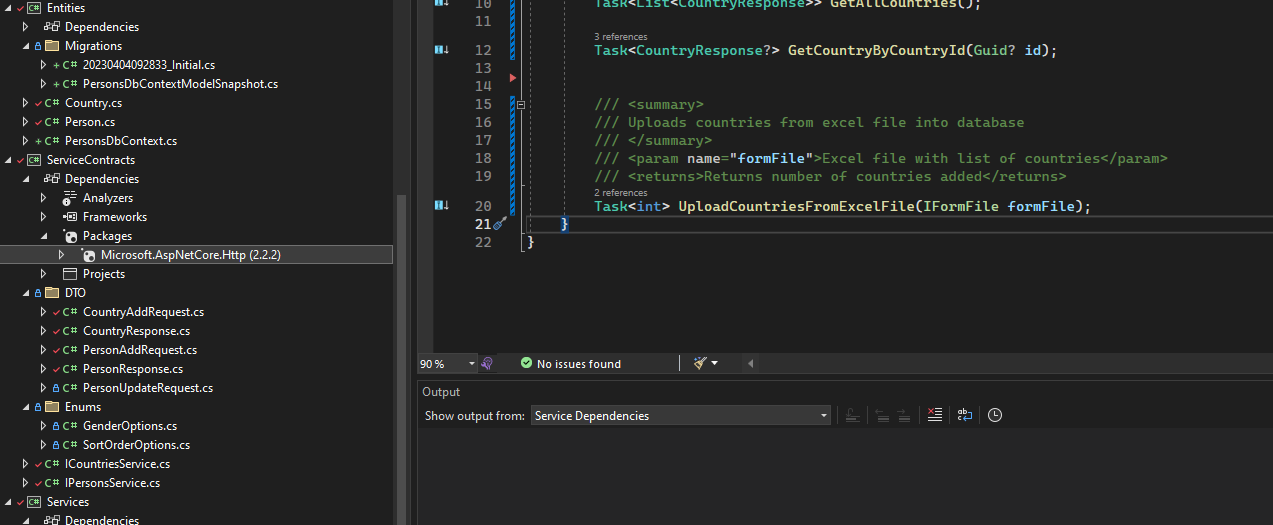 Entities
Dependencies
Migrations
20230404092833_Initial.cs
PersonsDbContextModelSnapshot.cs
C# Country.cs
C# Person.cs
C# PersonsDbContext.cs
ServiceContracts
Dependencies
Analyzers
Frameworks
Packages
Microsoft.AspNetCore.Http (2.2.2)
Projects
DTO
C# CountryAddRequest.cs
C# CountryResponse.cs
C# PersonAddRequest.cs
C# PersonResponse.cs
C# PersonUpdateRequest.cs
Enums
C# GenderOptions.cs
C# SortOrderOptions.cs
C# ICountriesService.cs
C# IPersonsService.cs
Services
Dependencies
10 Task<List<CountryResponse>> GetAllCountries();
11
3 references
12 Task<CountryResponse?> GetCountryByCountryId(Guid? id);
13
14
15 /// <summary>
16 /// Uploads countries from excel file into database
17 /// </summary>
18 /// <param name="formFile">Excel file with list of countries</param>
19 /// <returns>Returns number of countries added</returns>
2 references
20 Task<int> UploadCountriesFromExcelFile(IFormFile formFile);
21 }
22 }
90 % No issues found
Output
Show output from: Service Dependencies